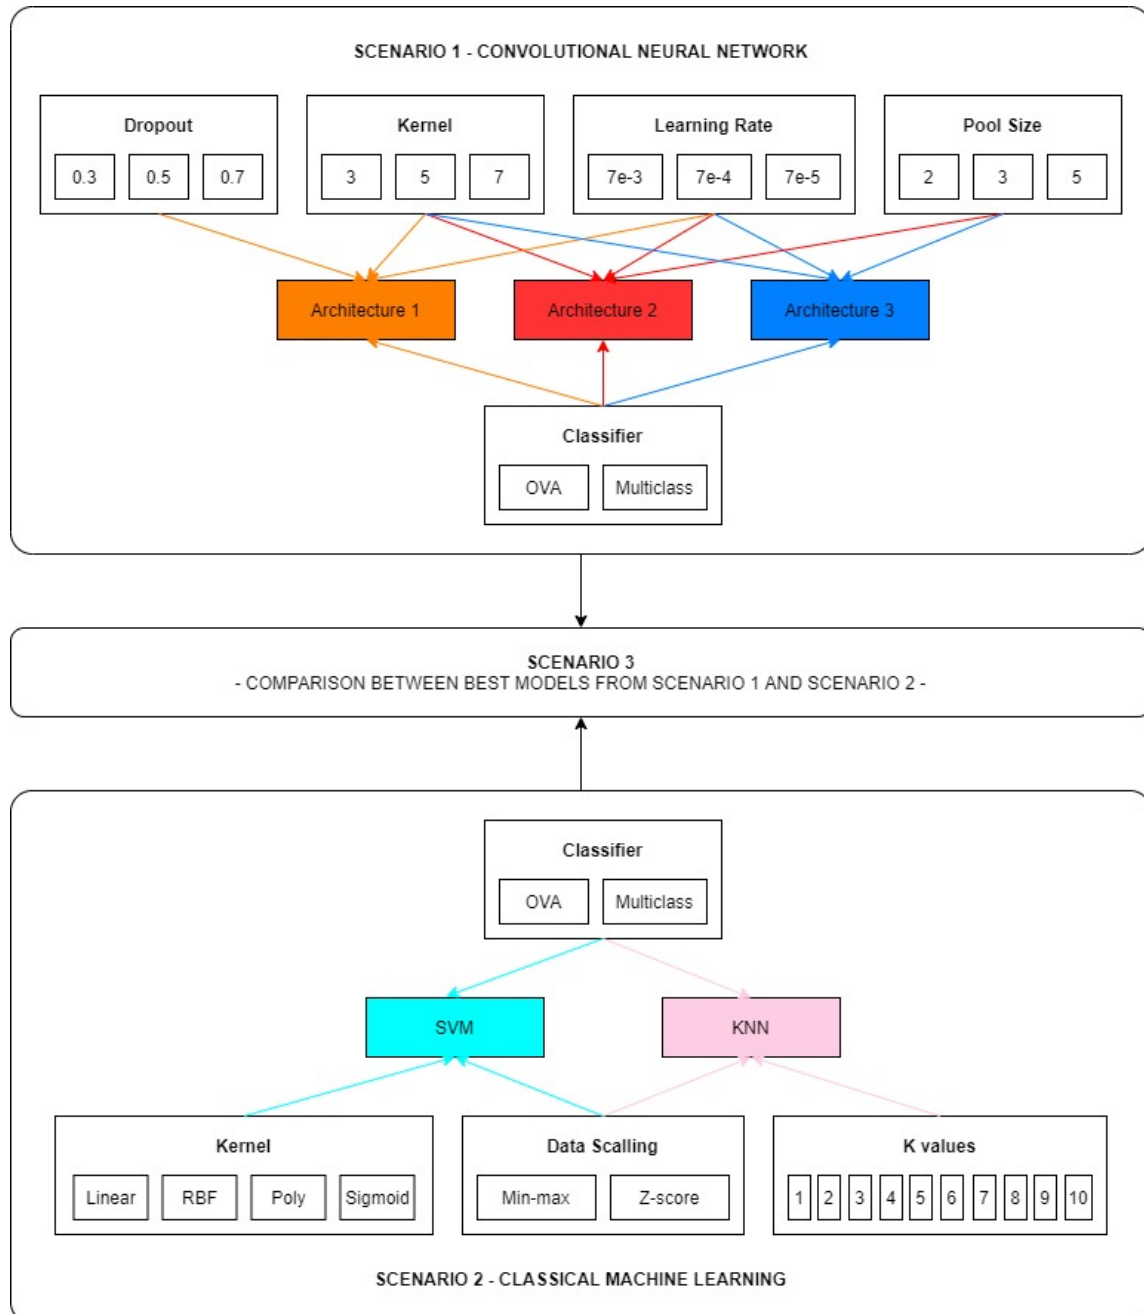 SCENARIO 1 - CONVOLUTIONAL NEURAL NETWORK
Dropout
0.3 0.5 0.7
Kernel
3 5 7
Learning Rate
7e-3 7e-4 7e-5
Pool Size
2 3 5
Architecture 1
Architecture 2
Architecture 3
Classifier
OVA Multiclass
SCENARIO 3
- COMPARISON BETWEEN BEST MODELS FROM SCENARIO 1 AND SCENARIO 2 -
Classifier
OVA Multiclass
SVM
KNN
Kernel
Linear RBF Poly Sigmoid
Data Scalling
Min-max Z-score
K values
1 2 3 4 5 6 7 8 9 10
SCENARIO 2 - CLASSICAL MACHINE LEARNING